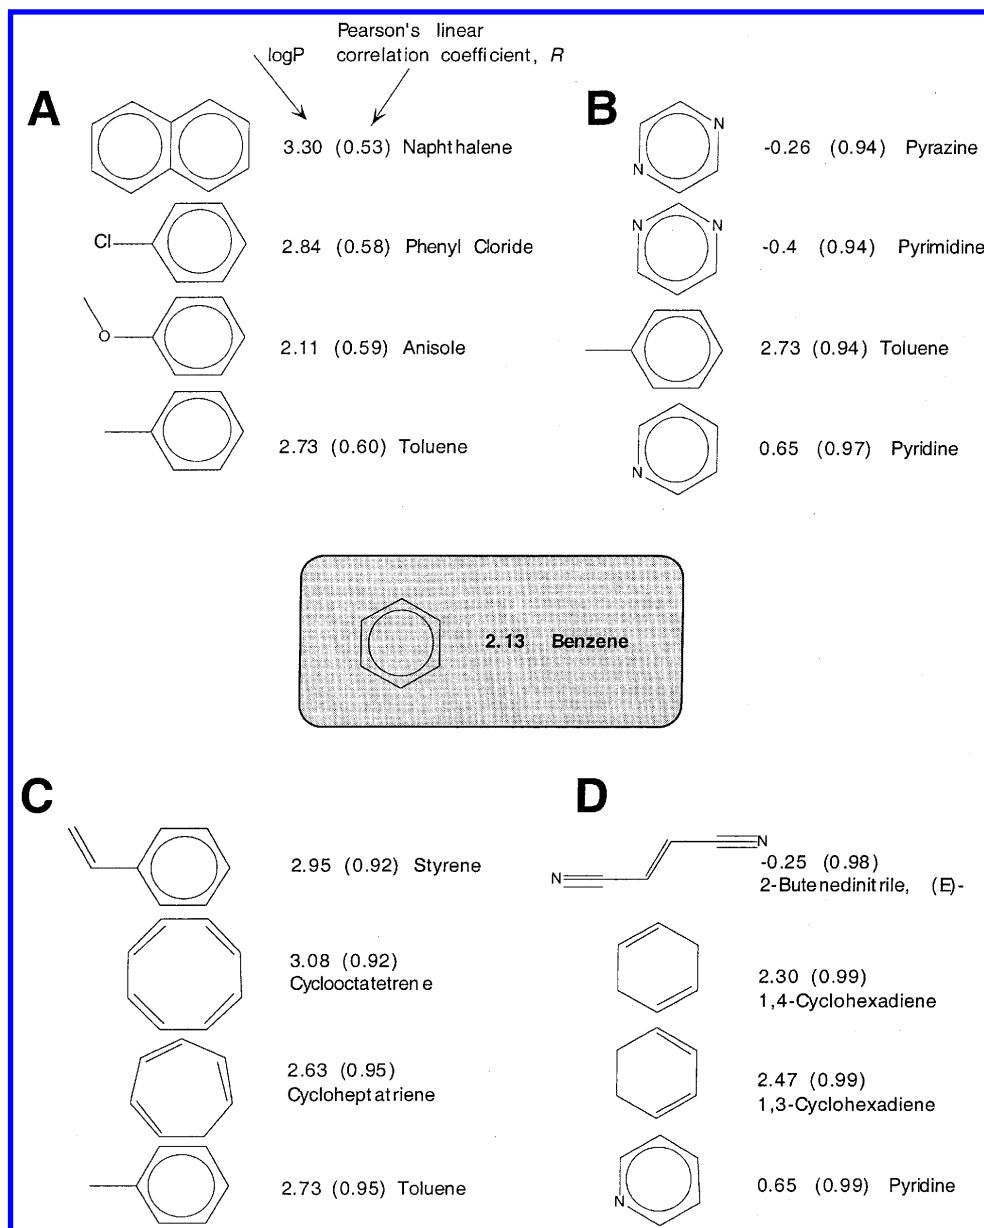 Pearson's linear
logP correlation coefficient, R
A
3.30 (0.53) Naphthalene
Cl
2.84 (0.58) Phenyl Cloride
O
2.11 (0.59) Anisole
2.73 (0.60) Toluene
B
N
N
-0.26 (0.94) Pyrazine
N N
-0.4 (0.94) Pyrimidine
2.73 (0.94) Toluene
N
0.65 (0.97) Pyridine
2.13 Benzene
C
2.95 (0.92) Styrene
3.08 (0.92)
Cyclooctatetrene
2.63 (0.95)
Cycloheptatriene
2.73 (0.95) Toluene
D
N
N
-0.25 (0.98)
2-Butenedinitrile, (E)-
2.30 (0.99)
1,4-Cyclohexadiene
2.47 (0.99)
1,3-Cyclohexadiene
N
0.65 (0.99) Pyridine